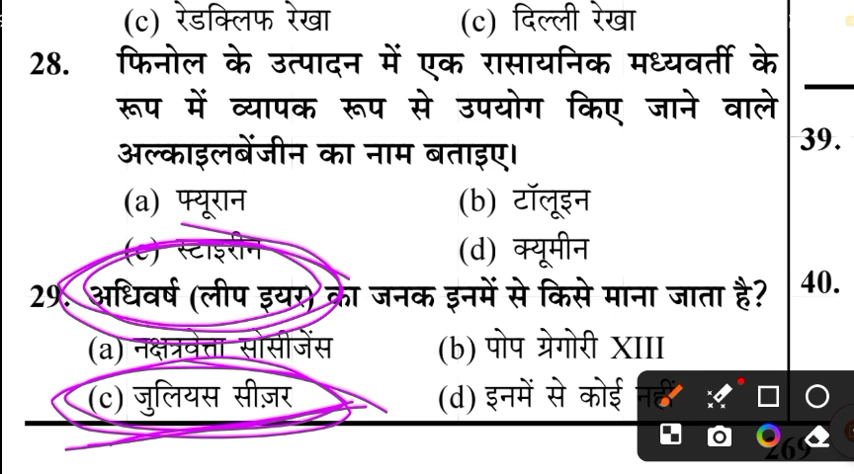 (c) रेडक्लिफ रेखा (c) दिल्ली रेखा
28. फिनोल के उत्पादन में एक रासायनिक मध्यवर्ती के
रूप में व्यापक रूप से उपयोग किए जाने वाले
अल्काइलबेंजीन का नाम बताइए।
(a) फ्यूरान (b) टॉलूइन
(c) स्टाइरीन (d) क्यूमीन
29. अधिवर्ष (लीप इयर) का जनक इनमें से किसे माना जाता है?
(a) नक्षत्रवेत्ता सोसीजेंस (b) पोप ग्रेगोरी XIII
(c) जुलियस सीज़र (d) इनमें से कोई नहीं
39.
40.
269